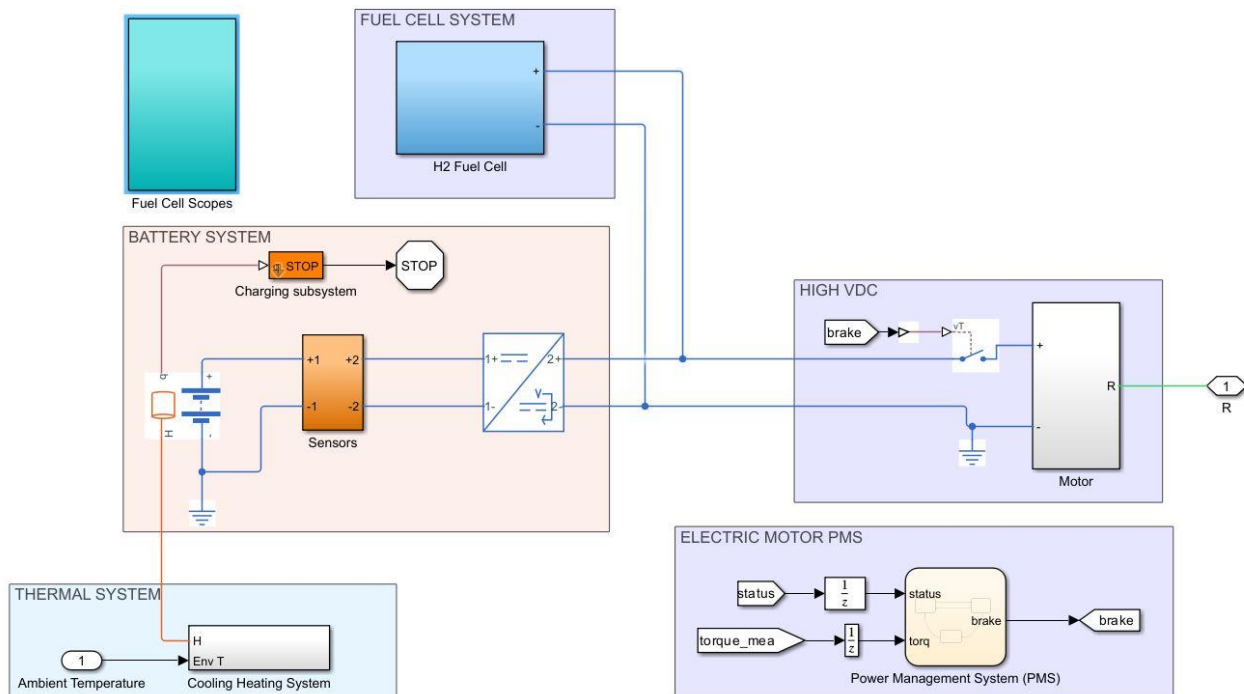 FUEL CELL SYSTEM
+
-
H2 Fuel Cell
Fuel Cell Scopes
BATTERY SYSTEM
STOP
STOP
Charging subsystem
q
H
+
-
+1
+2
-1
-2
Sensors
1+
2+
V
1-
2-
HIGH VDC
brake
vT
+
R
-
Motor
1
R
THERMAL SYSTEM
H
Env T
1
Ambient Temperature
Cooling Heating System
ELECTRIC MOTOR PMS
status
1
z
status
brake
brake
torque_mea
1
z
torq
Power Management System (PMS)